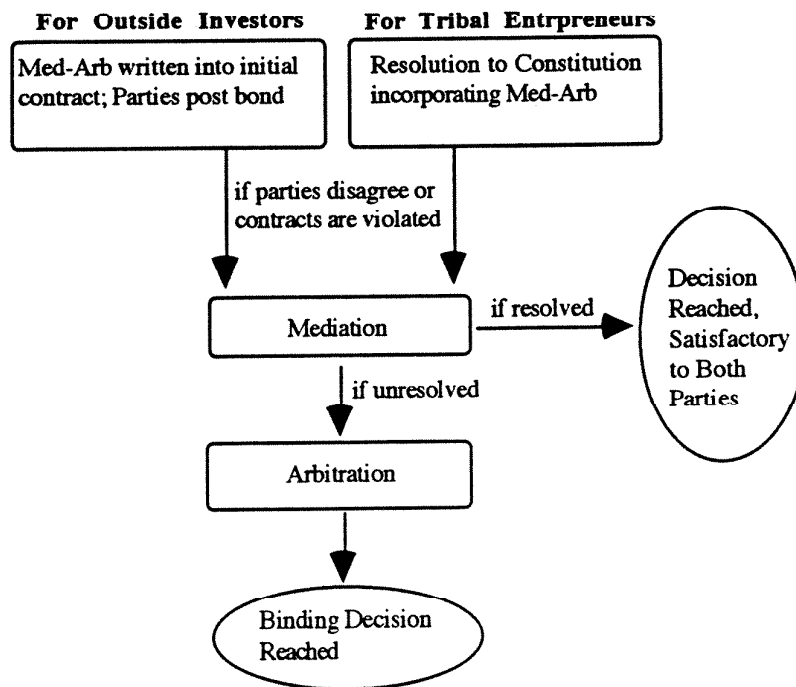 For Outside Investors
For Tribal Entrpreneurs
Med-Arb written into initial
contract; Parties post bond
Resolution to Constitution
incorporating Med-Arb
if parties disagree or
contracts are violated
Mediation
if resolved
Decision
Reached,
Satisfactory
to Both
Parties
if unresolved
Arbitration
Binding Decision
Reached